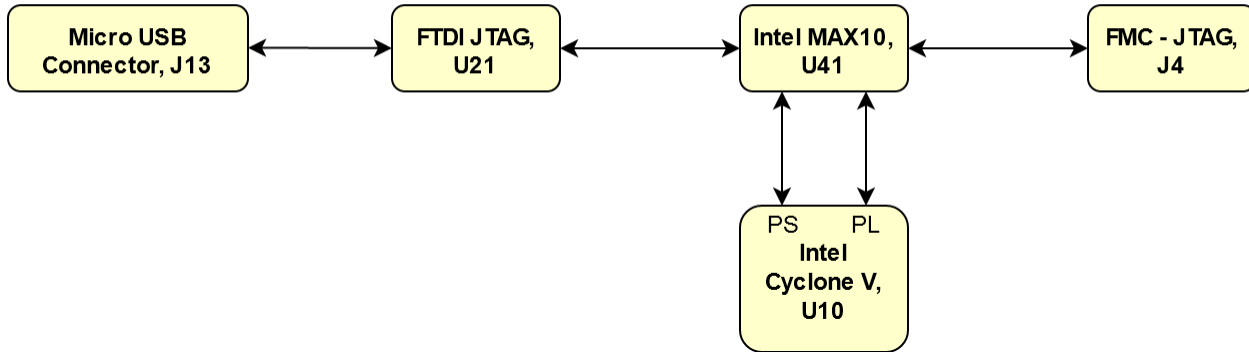 Micro USB
Connector, J13
FTDI JTAG,
U21
Intel MAX10,
U41
FMC - JTAG,
J4
PS PL
Intel
Cyclone V,
U10